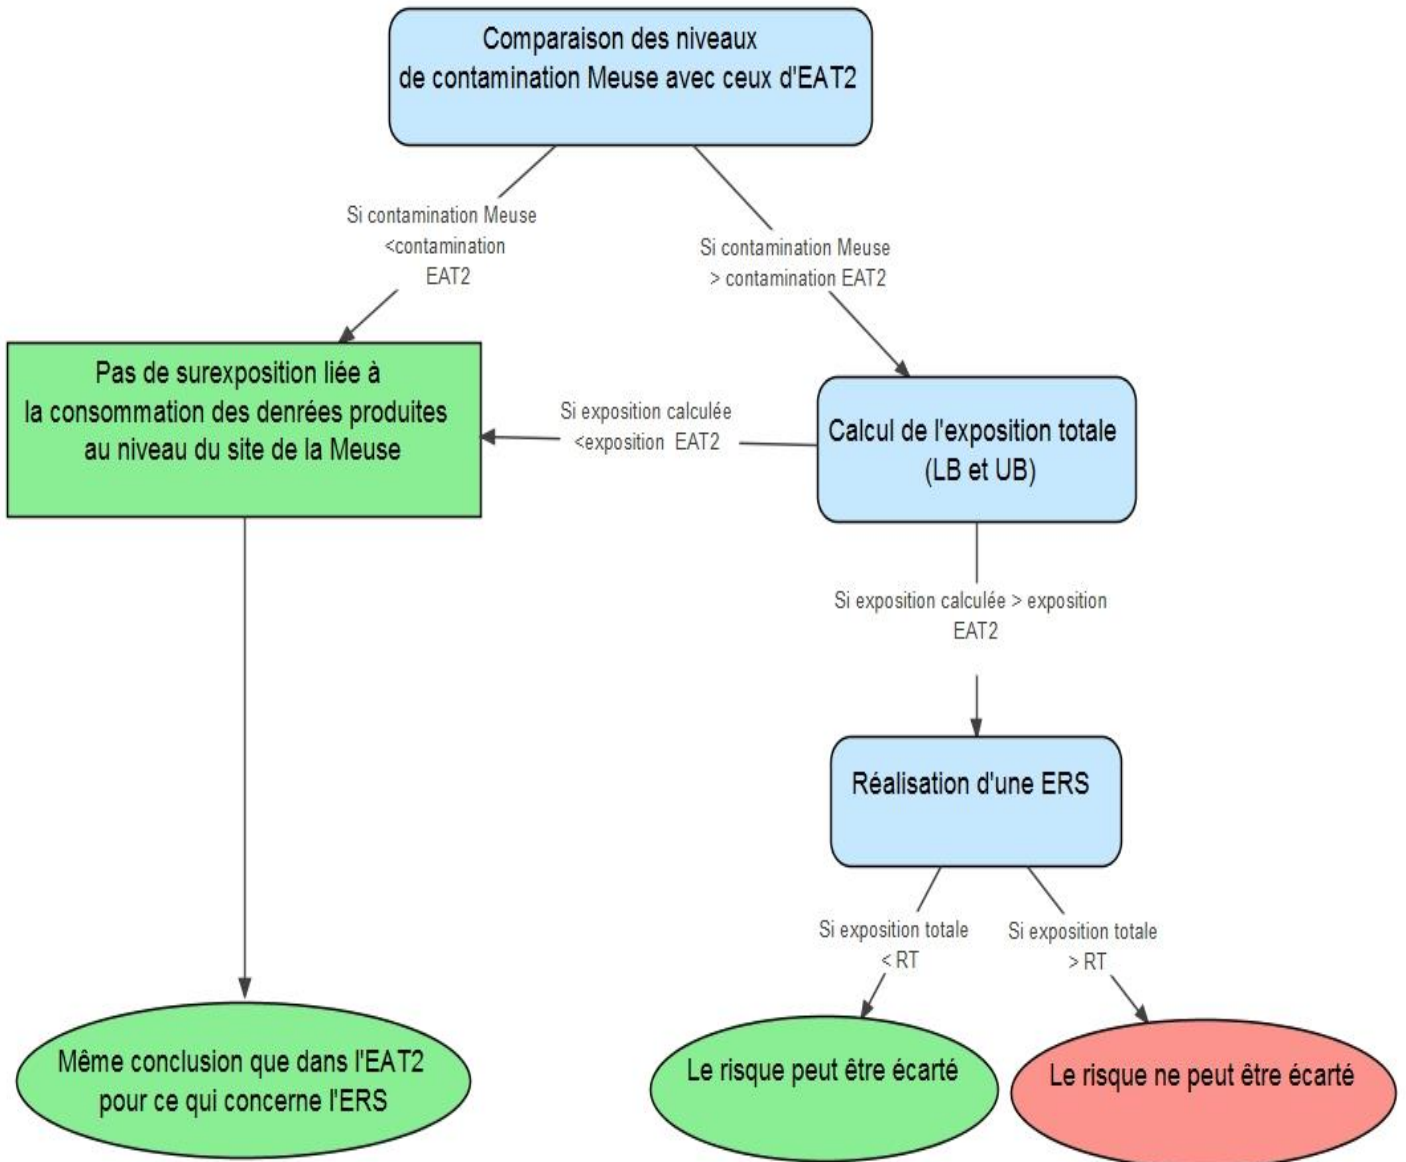 Comparaison des niveaux
de contamination Meuse avec ceux d'EAT2
Si contamination Meuse
<contamination
EAT2
Si contamination Meuse
> contamination EAT2
Pas de surexposition liée à
la consommation des denrées produites
au niveau du site de la Meuse
Si exposition calculée
<exposition EAT2
Calcul de l'exposition totale
(LB et UB)
Si exposition calculée > exposition
EAT2
Réalisation d'une ERS
Si exposition totale
< RT
Si exposition totale
> RT
Même conclusion que dans l'EAT2
pour ce qui concerne l'ERS
Le risque peut être écarté
Le risque ne peut être écarté